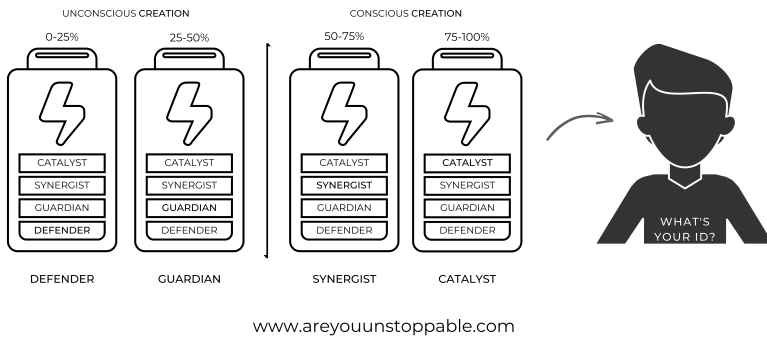 UNCONSCIOUS CREATION
CONSCIOUS CREATION
0-25%
25-50%
50-75%
75-100%
CATALYST
SYNERGIST
GUARDIAN
DEFENDER
CATALYST
SYNERGIST
GUARDIAN
DEFENDER
CATALYST
SYNERGIST
GUARDIAN
DEFENDER
CATALYST
SYNERGIST
GUARDIAN
DEFENDER
WHAT'S
YOUR ID?
DEFENDER
GUARDIAN
SYNERGIST
CATALYST
www.areyouunstoppable.com